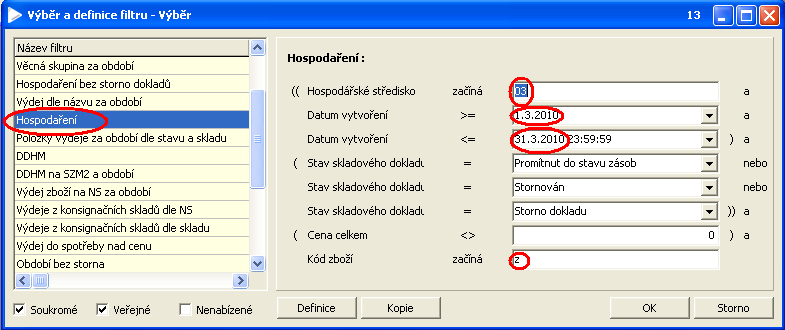 Výběr a definice filtru - Výběr 13
Název filtru
Věcná skupina za období
Hospodaření bez storno dokladů
Výdej dle názvu za období
Hospodaření
Položky výdeje za období dle stavu a skladu
DDHM
DDHM na SZM2 a období
Výdej zboží na NS za období
Výdeje z konsignačních skladů dle NS
Výdeje z konsignačních skladů dle skladu
Výdej do spotřeby nad cenu
Období bez storna
Soukromé Veřejné Nenabízené
Hospodaření :
(( Hospodářské středisko začíná 03 a
Datum vytvoření >= 1.3.2010 a
Datum vytvoření <= 31.3.2010 23:59:59 ) a
( Stav skladového dokladu = Promítnut do stavu zásob nebo
Stav skladového dokladu = Stornován nebo
Stav skladového dokladu = Storno dokladu )) a
( Cena celkem <> 0 ) a
Kód zboží začíná z
Definice Kopie OK Storno